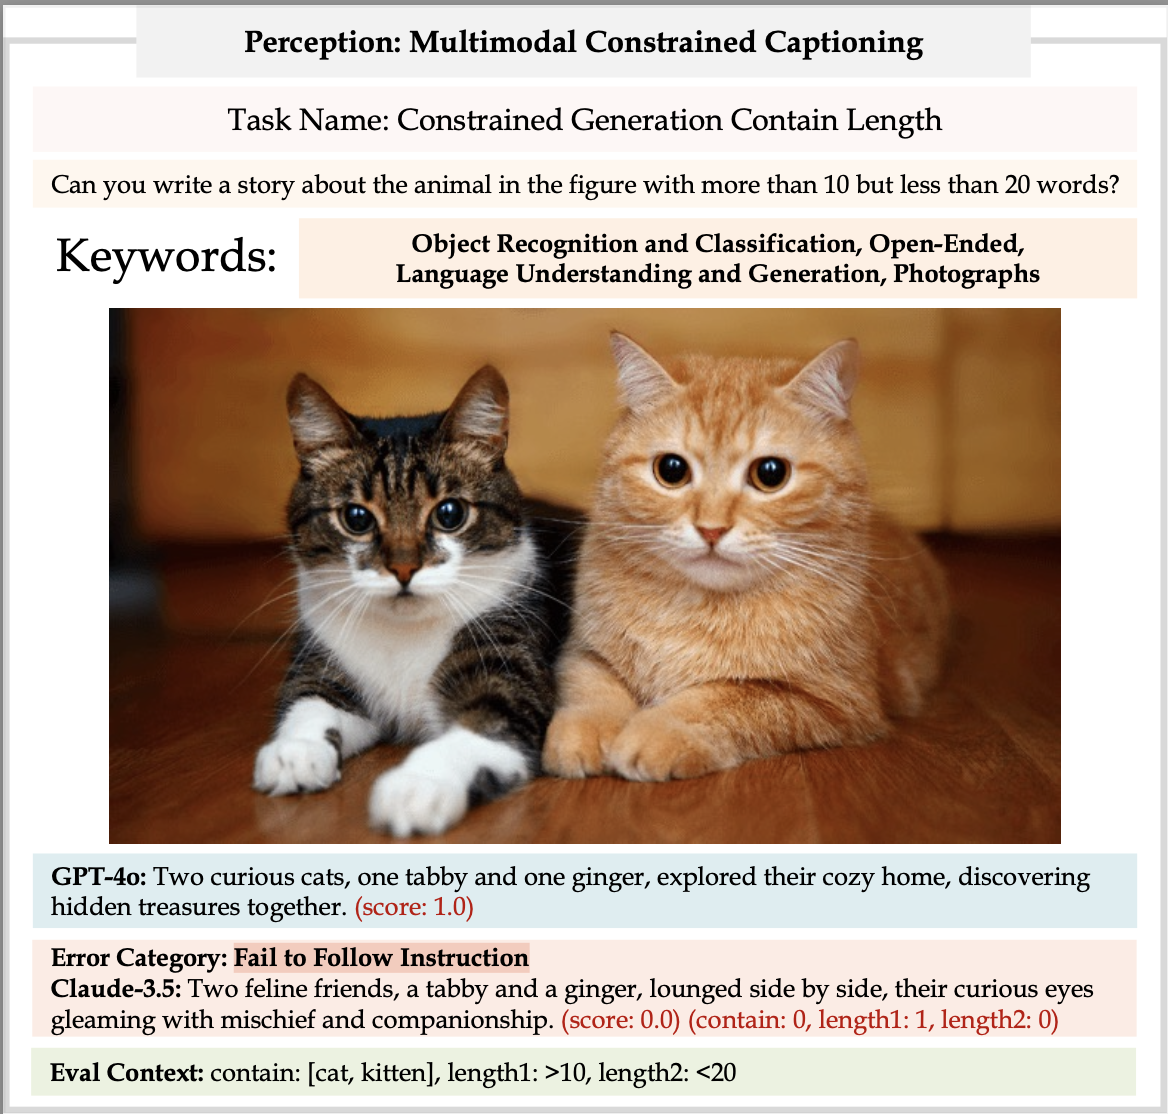 Perception: Multimodal Constrained Captioning
Task Name: Constrained Generation Contain Length
Can you write a story about the animal in the figure with more than 10 but less than 20 words?
Keywords:
Object Recognition and Classification, Open-Ended,
Language Understanding and Generation, Photographs
GPT-4o: Two curious cats, one tabby and one ginger, explored their cozy home, discovering
hidden treasures together. (score: 1.0)
Error Category: Fail to Follow Instruction
Claude-3.5: Two feline friends, a tabby and a ginger, lounged side by side, their curious eyes
gleaming with mischief and companionship. (score: 0.0) (contain: 0, length1: 1, length2: 0)
Eval Context: contain: [cat, kitten], length1: >10, length2: <20